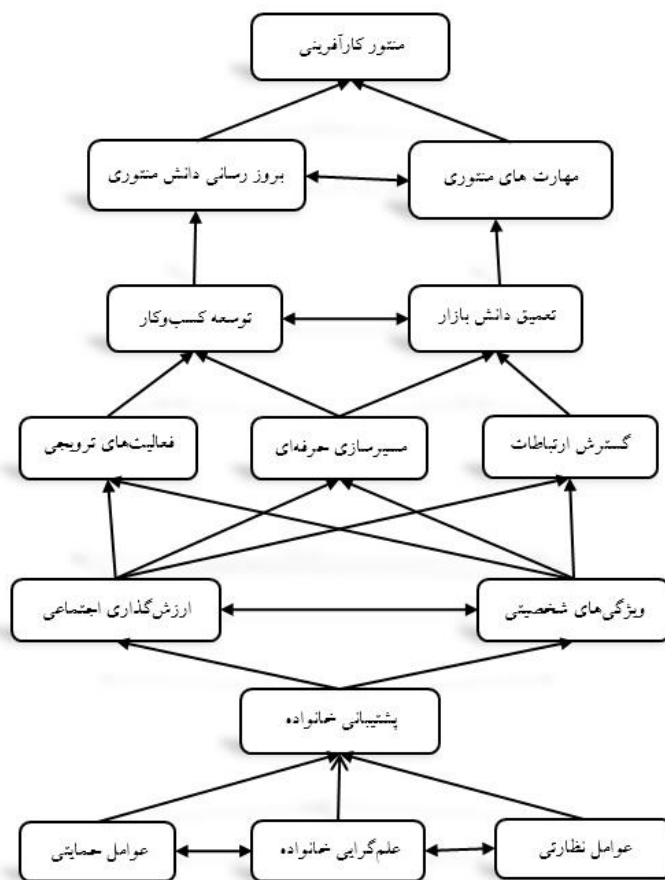 منتور کارآفرینی
مهارت های منتوری
بروز رسانی دانش منتوری
تعمیق دانش بازار
توسعه کسب‌وکار
گسترش ارتباطات
مسیرسازی حرفه‌ای
فعالیت‌های ترویجی
ویژگی‌های شخصیتی
ارزش‌گذاری اجتماعی
پشتیبانی خانواده
عوامل نظارتی
علم‌گرایی خانواده
عوامل حمایتی